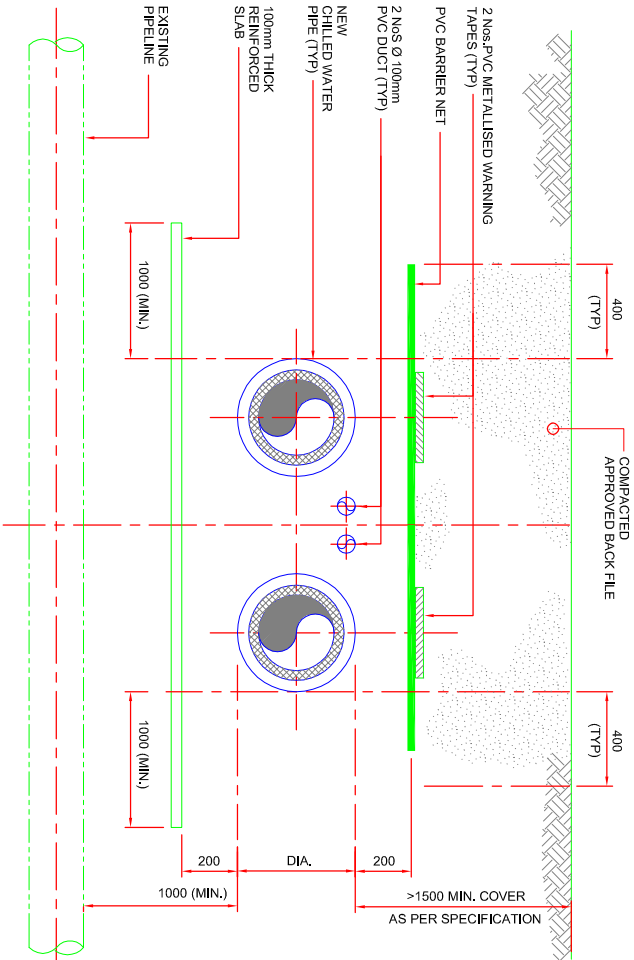 COMPACTED
APPROVED BACK FILE
400
(TYP)
400
(TYP)
2 Nos.PVC METALLISED WARNING
TAPES (TYP)
PVC BARRIER NET
2 NoS Ø 100mm
PVC DUCT (TYP)
NEW
CHILLED WATER
PIPE (TYP)
100mm THICK
REINFORCED
SLAB
EXISTING
PIPELINE
1000 (MIN.)
1000 (MIN.)
>1500 MIN. COVER
AS PER SPECIFICATION
200
DIA.
200
1000 (MIN.)